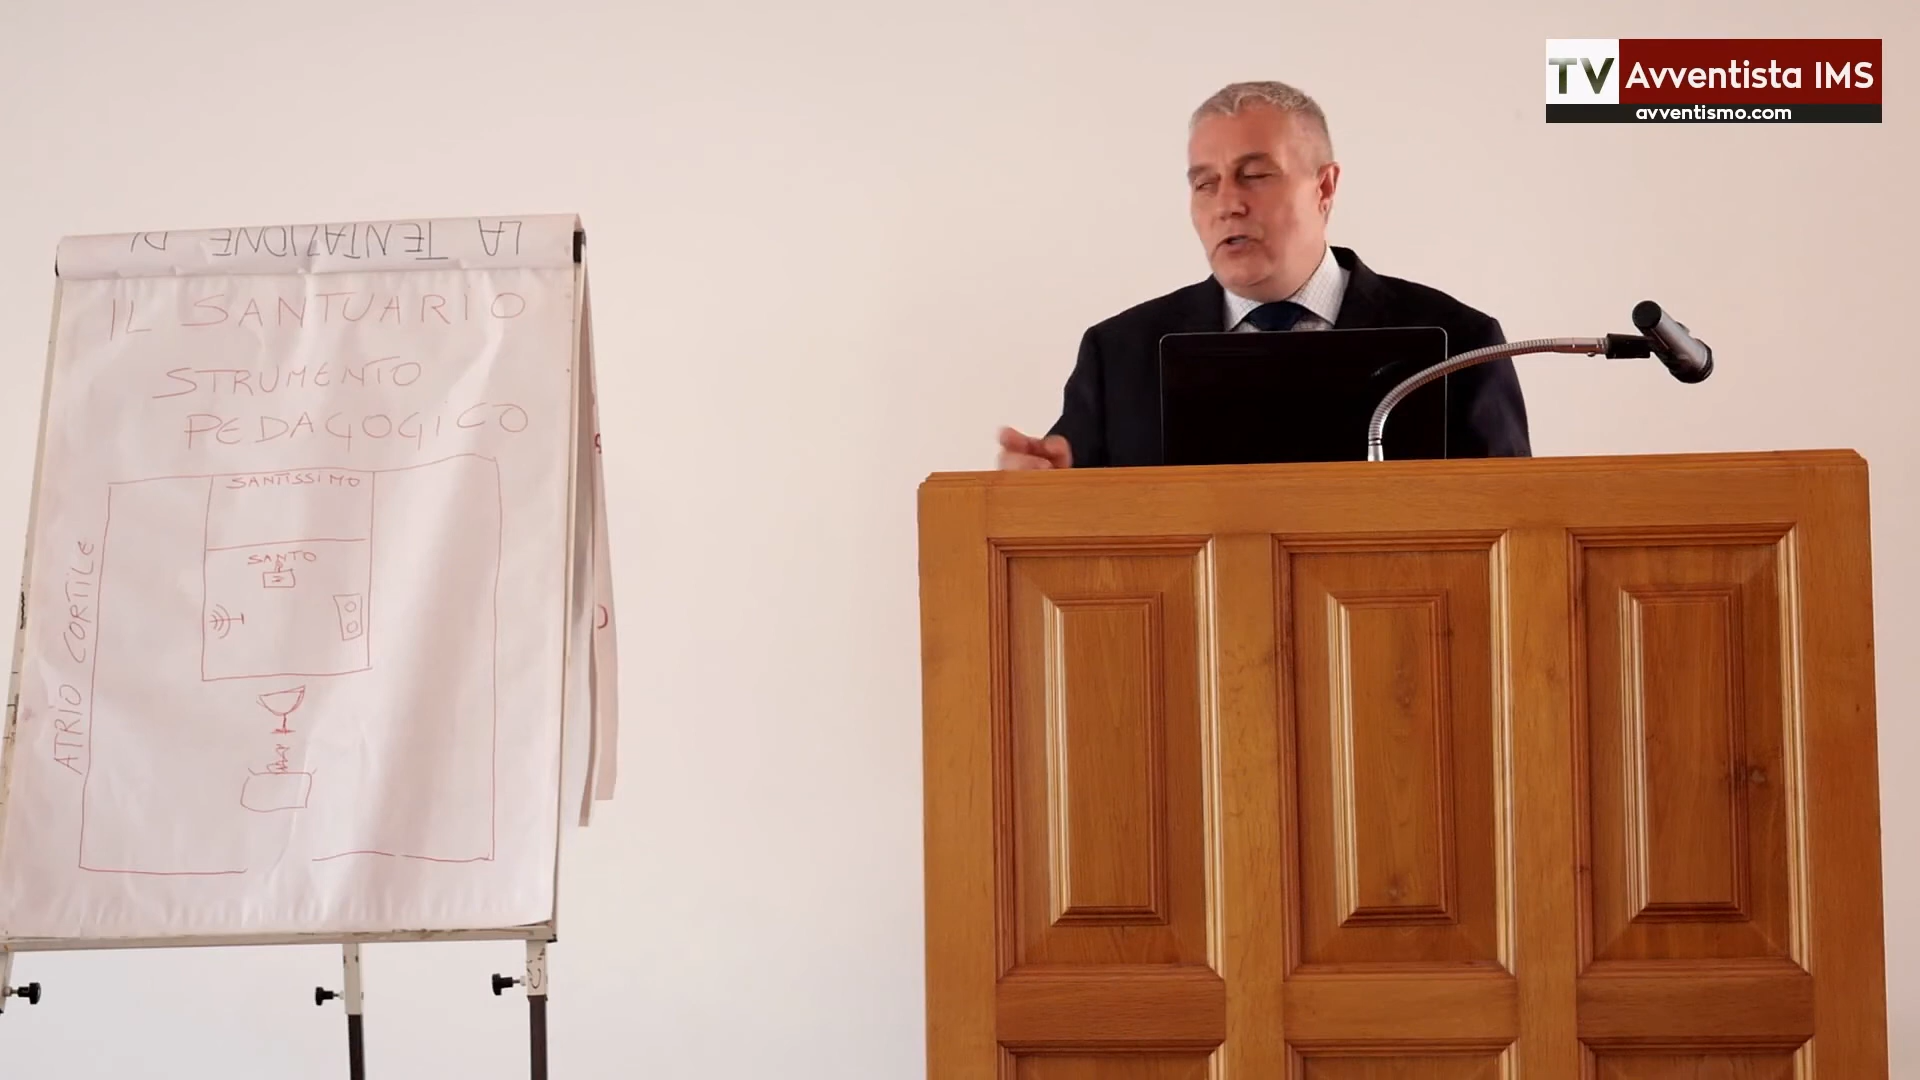 TV Avventista IMS
avventismo.com
LA TENTAZIONE DI
IL SANTUARIO
STRUMENTO
PEDAGOGICO
SANTISSIMO
SANTO
ATRIO CORTILE